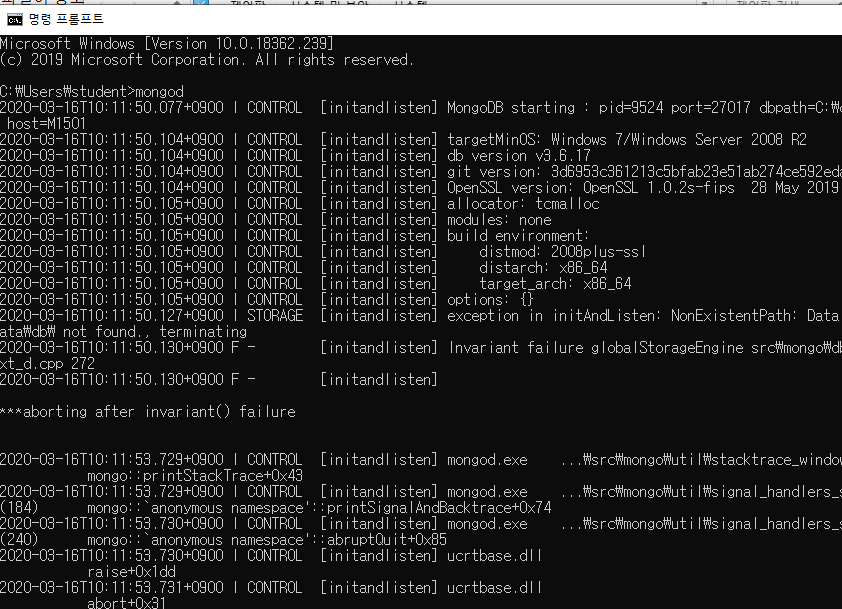 명령 프롬프트
Microsoft Windows [Version 10.0.18362.239]
(c) 2019 Microsoft Corporation. All rights reserved.
C:₩Users₩student>mongod
2020-03-16T10:11:50.077+0900 I CONTROL  [initandlisten] MongoDB starting : pid=9524 port=27017 dbpath=C:₩
 host=M1501
2020-03-16T10:11:50.104+0900 I CONTROL  [initandlisten] targetMinOS: Windows 7/Windows Server 2008 R2
2020-03-16T10:11:50.104+0900 I CONTROL  [initandlisten] db version v3.6.17
2020-03-16T10:11:50.104+0900 I CONTROL  [initandlisten] git version: 3d6953c361213c5bfab23e51ab274ce592eda
2020-03-16T10:11:50.104+0900 I CONTROL  [initandlisten] OpenSSL version: OpenSSL 1.0.2s-fips  28 May 2019
2020-03-16T10:11:50.105+0900 I CONTROL  [initandlisten] allocator: tcmalloc
2020-03-16T10:11:50.105+0900 I CONTROL  [initandlisten] modules: none
2020-03-16T10:11:50.105+0900 I CONTROL  [initandlisten] build environment:
2020-03-16T10:11:50.105+0900 I CONTROL  [initandlisten]     distmod: 2008plus-ssl
2020-03-16T10:11:50.105+0900 I CONTROL  [initandlisten]     distarch: x86_64
2020-03-16T10:11:50.105+0900 I CONTROL  [initandlisten]     target_arch: x86_64
2020-03-16T10:11:50.105+0900 I CONTROL  [initandlisten] options: {}
2020-03-16T10:11:50.127+0900 I STORAGE  [initandlisten] exception in initAndListen: NonExistentPath: Data
ata₩db₩ not found., terminating
2020-03-16T10:11:50.130+0900 F -        [initandlisten] Invariant failure globalStorageEngine src₩mongo₩db
xt_d.cpp 272
2020-03-16T10:11:50.130+0900 F -        [initandlisten]
***aborting after invariant() failure
2020-03-16T10:11:53.729+0900 I CONTROL  [initandlisten] mongod.exe    ...₩src₩mongo₩util₩stacktrace_window
           mongo::printStackTrace+0x43
2020-03-16T10:11:53.729+0900 I CONTROL  [initandlisten] mongod.exe    ...₩src₩mongo₩util₩signal_handlers_s
(184)      mongo::`anonymous namespace'::printSignalAndBacktrace+0x74
2020-03-16T10:11:53.730+0900 I CONTROL  [initandlisten] mongod.exe    ...₩src₩mongo₩util₩signal_handlers_s
(240)      mongo::`anonymous namespace'::abruptQuit+0x85
2020-03-16T10:11:53.730+0900 I CONTROL  [initandlisten] ucrtbase.dll
           raise+0x1dd
2020-03-16T10:11:53.731+0900 I CONTROL  [initandlisten] ucrtbase.dll
           abort+0x31